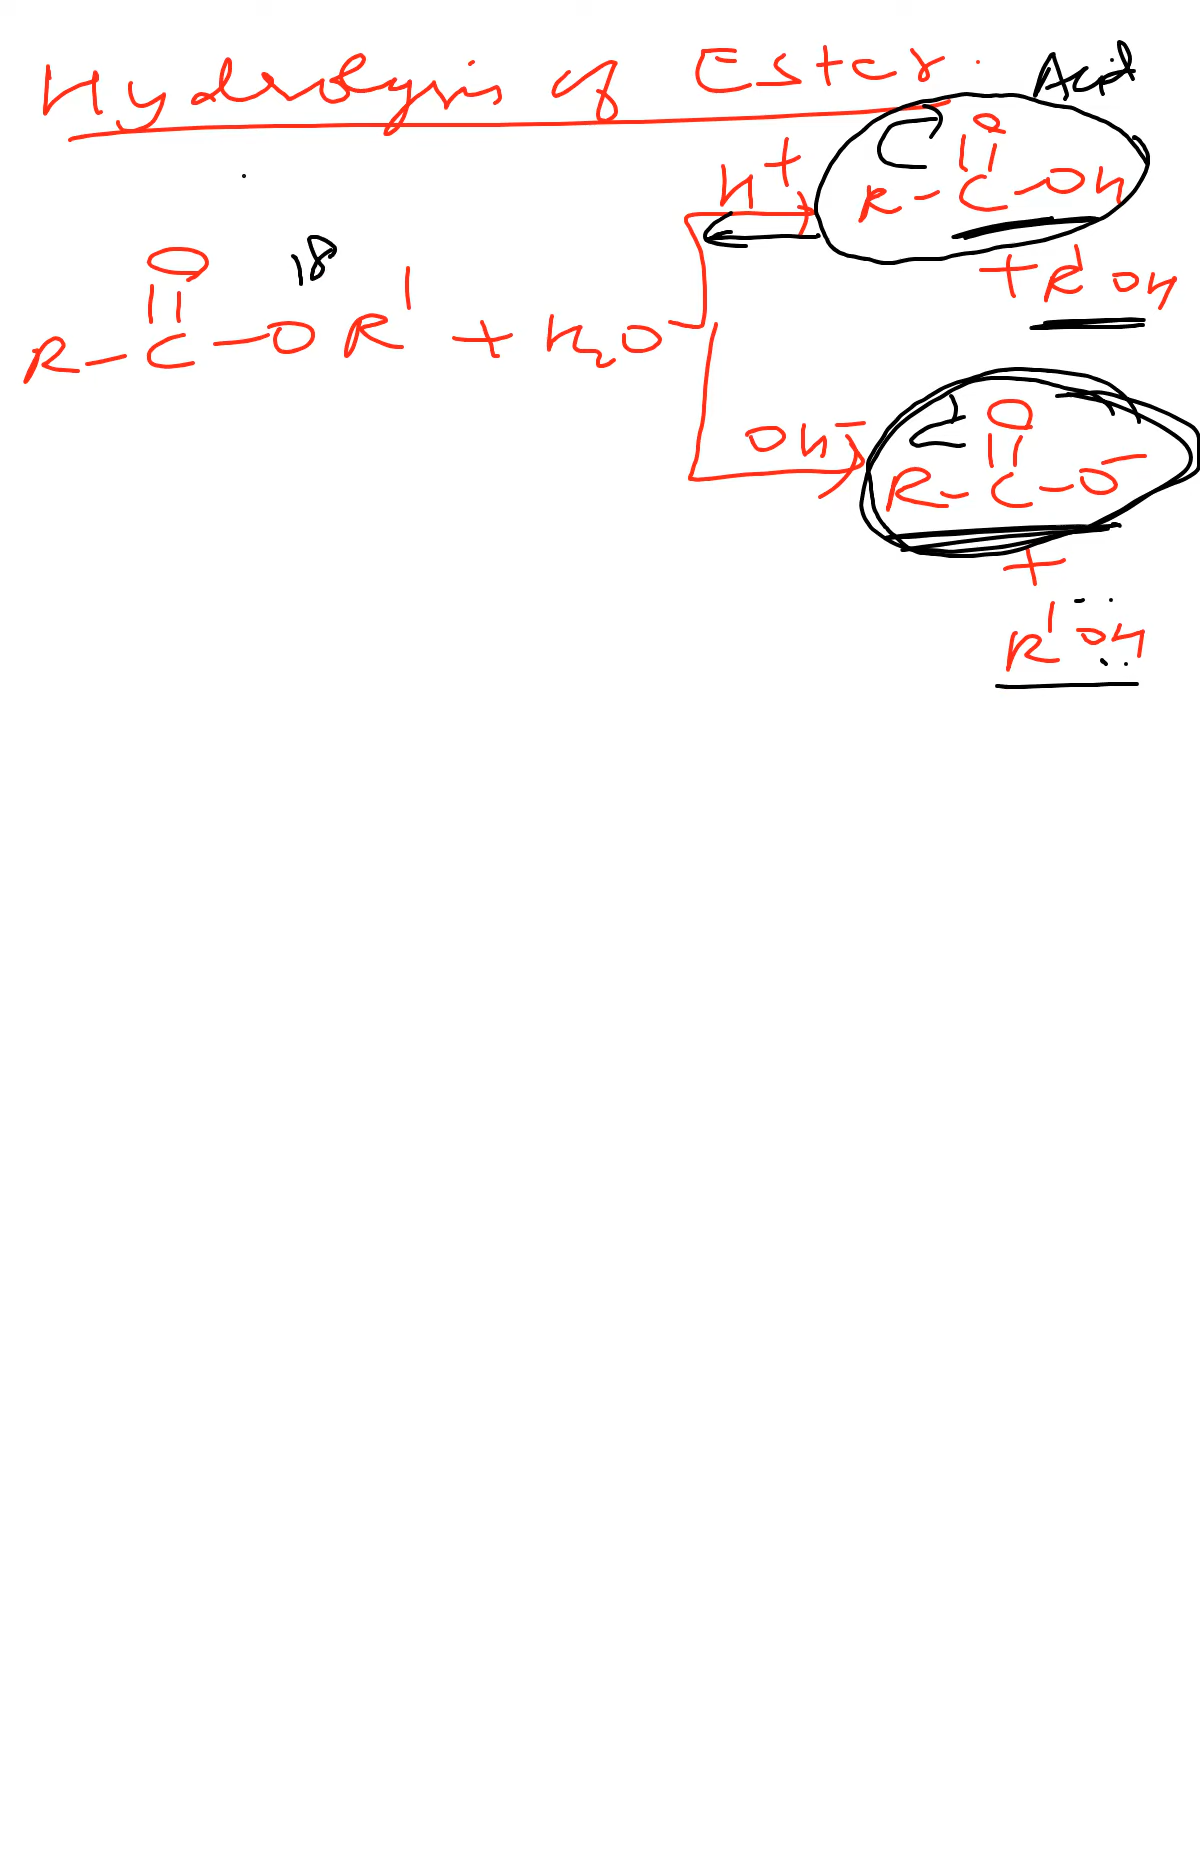 Hydrolysis of Ester.
Acid
H+
O
R-C-OH
+ R'OH
O 18
R-C-OR' + H2O
OH-
O
R-C-O-
+
R'OH